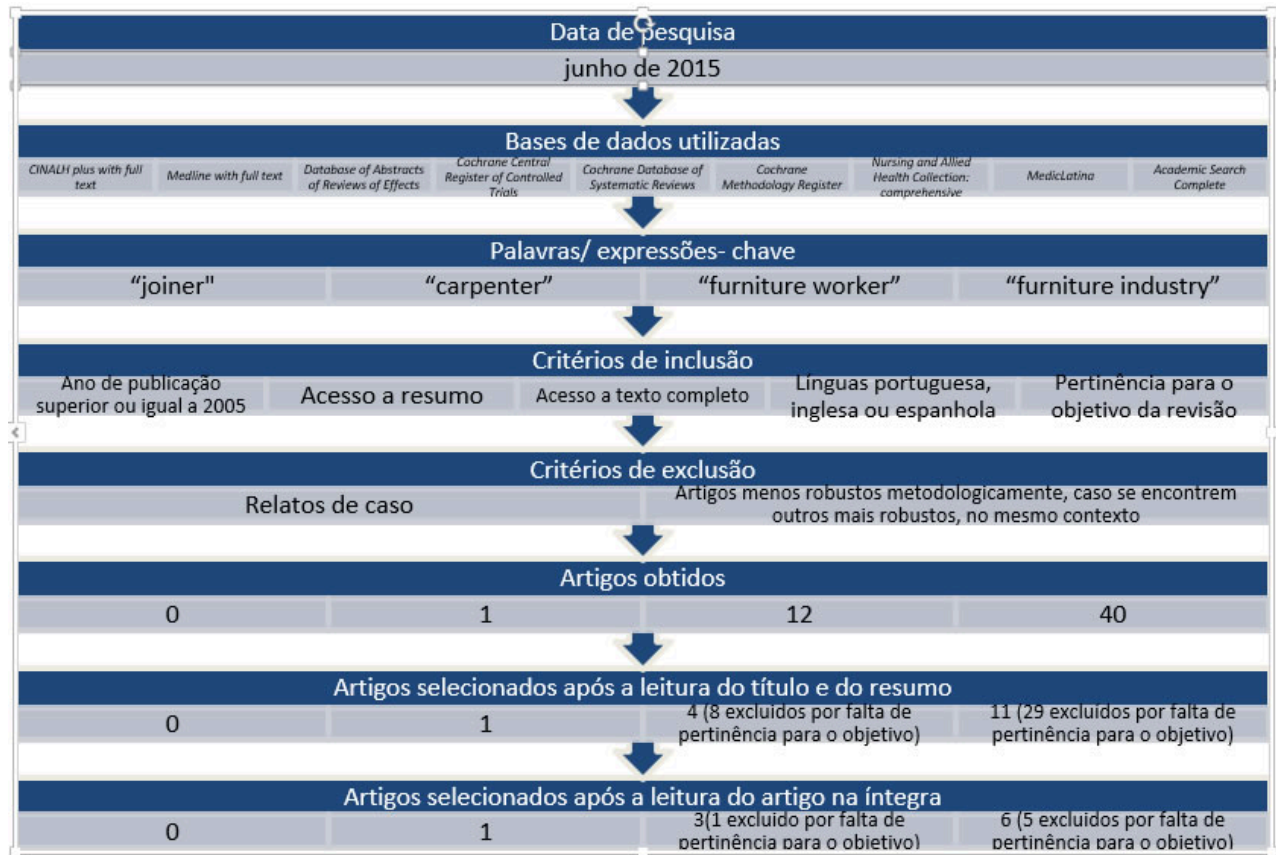 Data de pesquisa
junho de 2015
Bases de dados utilizadas
CINALH plus with full
text
Medline with full text
Database of Abstracts
of Reviews of Effects
Cochrane Central
Register of Controlled
Trials
Cochrane Database of
Systematic Reviews
Cochrane
Methodology Register
Nursing and Allied
Health Collection:
comprehensive
MedicLatina
Academic Search
Complete
Palavras/ expressões- chave
“joiner"
“carpenter”
“furniture worker”
“furniture industry”
Critérios de inclusão
Ano de publicação
superior ou igual a 2005
Acesso a resumo
Acesso a texto completo
Línguas portuguesa,
inglesa ou espanhola
Pertinência para o
objetivo da revisão
Critérios de exclusão
Relatos de caso
Artigos menos robustos metodologicamente, caso se encontrem
outros mais robustos, no mesmo contexto
Artigos obtidos
0
1
12
40
Artigos selecionados após a leitura do título e do resumo
0
1
4 (8 excluidos por falta de
pertinência para o objetivo)
11 (29 excluídos por falta de
pertinência para o objetivo)
Artigos selecionados após a leitura do artigo na íntegra
0
1
3(1 excluido por falta de
pertinência para o objetivo)
6 (5 excluidos por falta de
pertinência para o objetivo)